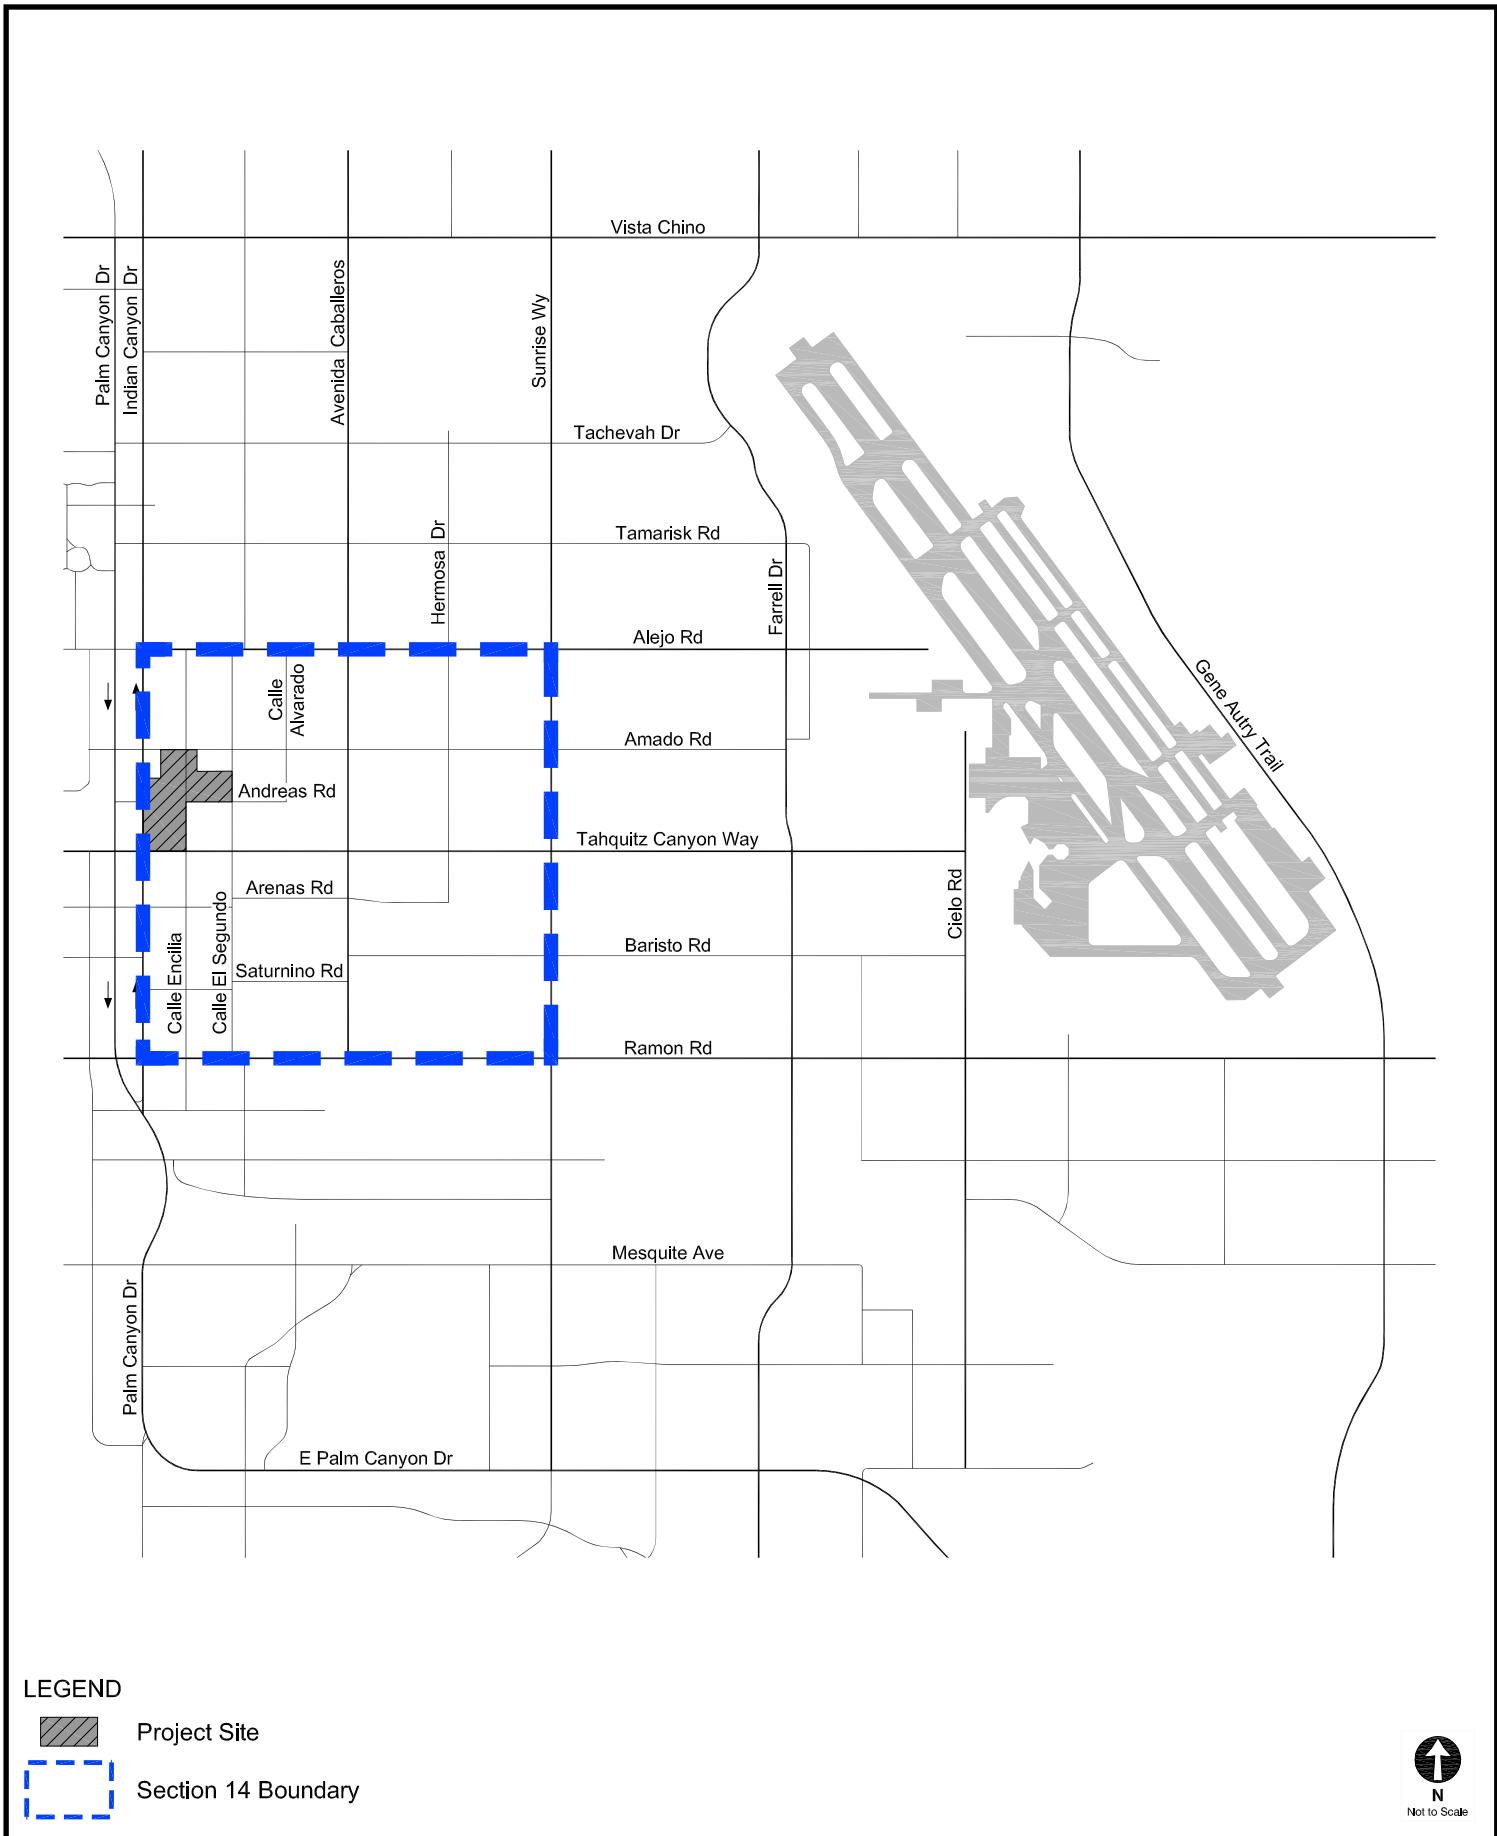 Vista Chino
Palm Canyon Dr
Indian Canyon Dr
Avenida Caballeros
Sunrise Wy
Tachevah Dr
Tamarisk Rd
Hermosa Dr
Farrell Dr
Alejo Rd
Calle
Alvarado
Gene Autry Trail
Amado Rd
Andreas Rd
Tahquitz Canyon Way
Arenas Rd
Cielo Rd
Calle Encilia
Calle El Segundo
Baristo Rd
Saturnino Rd
Ramon Rd
Mesquite Ave
Palm Canyon Dr
E Palm Canyon Dr
LEGEND
Project Site
Section 14 Boundary
N
Not to Scale